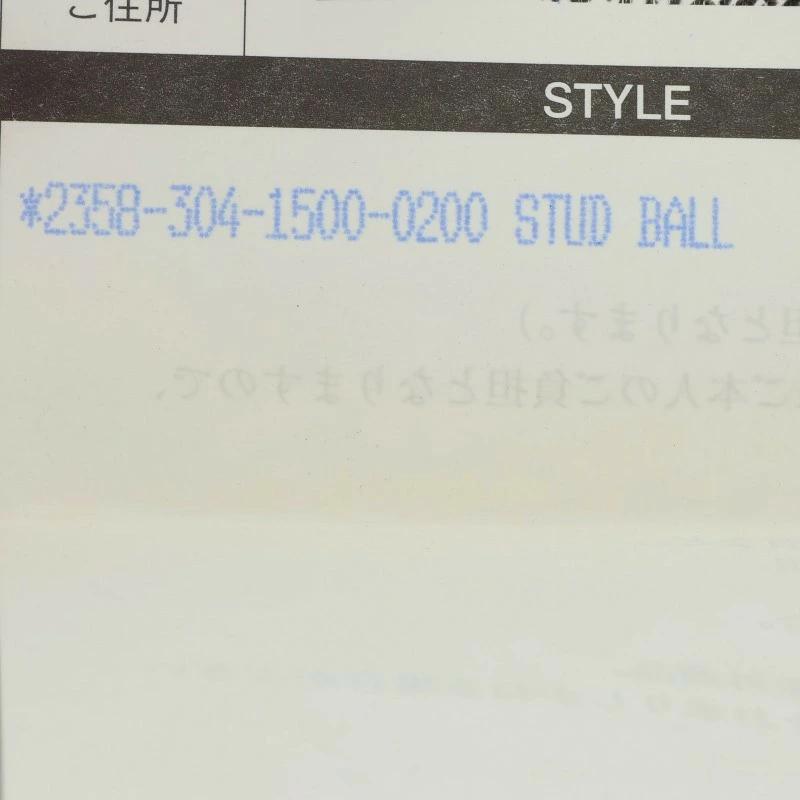 ご住所
STYLE
*2358-304-1500-0200 STUD BALL
担となります。)
ご本人のご負担となりますので、